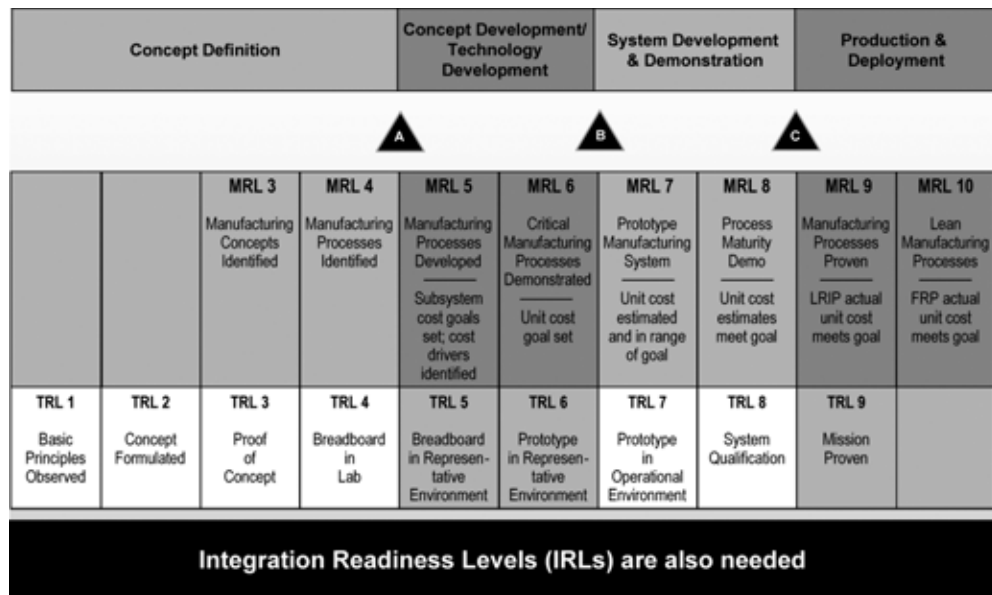 Concept Definition
Concept Development/
Technology
Development
System Development
& Demonstration
Production &
Deployment
A
B
C
MRL 3
Manufacturing
Concepts
Identified
MRL 4
Manufacturing
Processes
Identified
MRL 5
Manufacturing
Processes
Developed
Subsystem
cost goals
set; cost
drivers
identified
MRL 6
Critical
Manufacturing
Processes
Demonstrated
Unit cost
goal set
MRL 7
Prototype
Manufacturing
System
Unit cost
estimated
and in range
of goal
MRL 8
Process
Maturity
Demo
Unit cost
estimates
meet goal
MRL 9
Manufacturing
Processes
Proven
LRIP actual
unit cost
meets goal
MRL 10
Lean
Manufacturing
Processes
FRP actual
unit cost
meets goal
TRL 1
Basic
Principles
Observed
TRL 2
Concept
Formulated
TRL 3
Proof
of
Concept
TRL 4
Breadboard
in
Lab
TRL 5
Breadboard
in Represen-
tative
Environment
TRL 6
Prototype
in Represen-
tative
Environment
TRL 7
Prototype
in
Operational
Environment
TRL 8
System
Qualification
TRL 9
Mission
Proven
Integration Readiness Levels (IRLs) are also needed